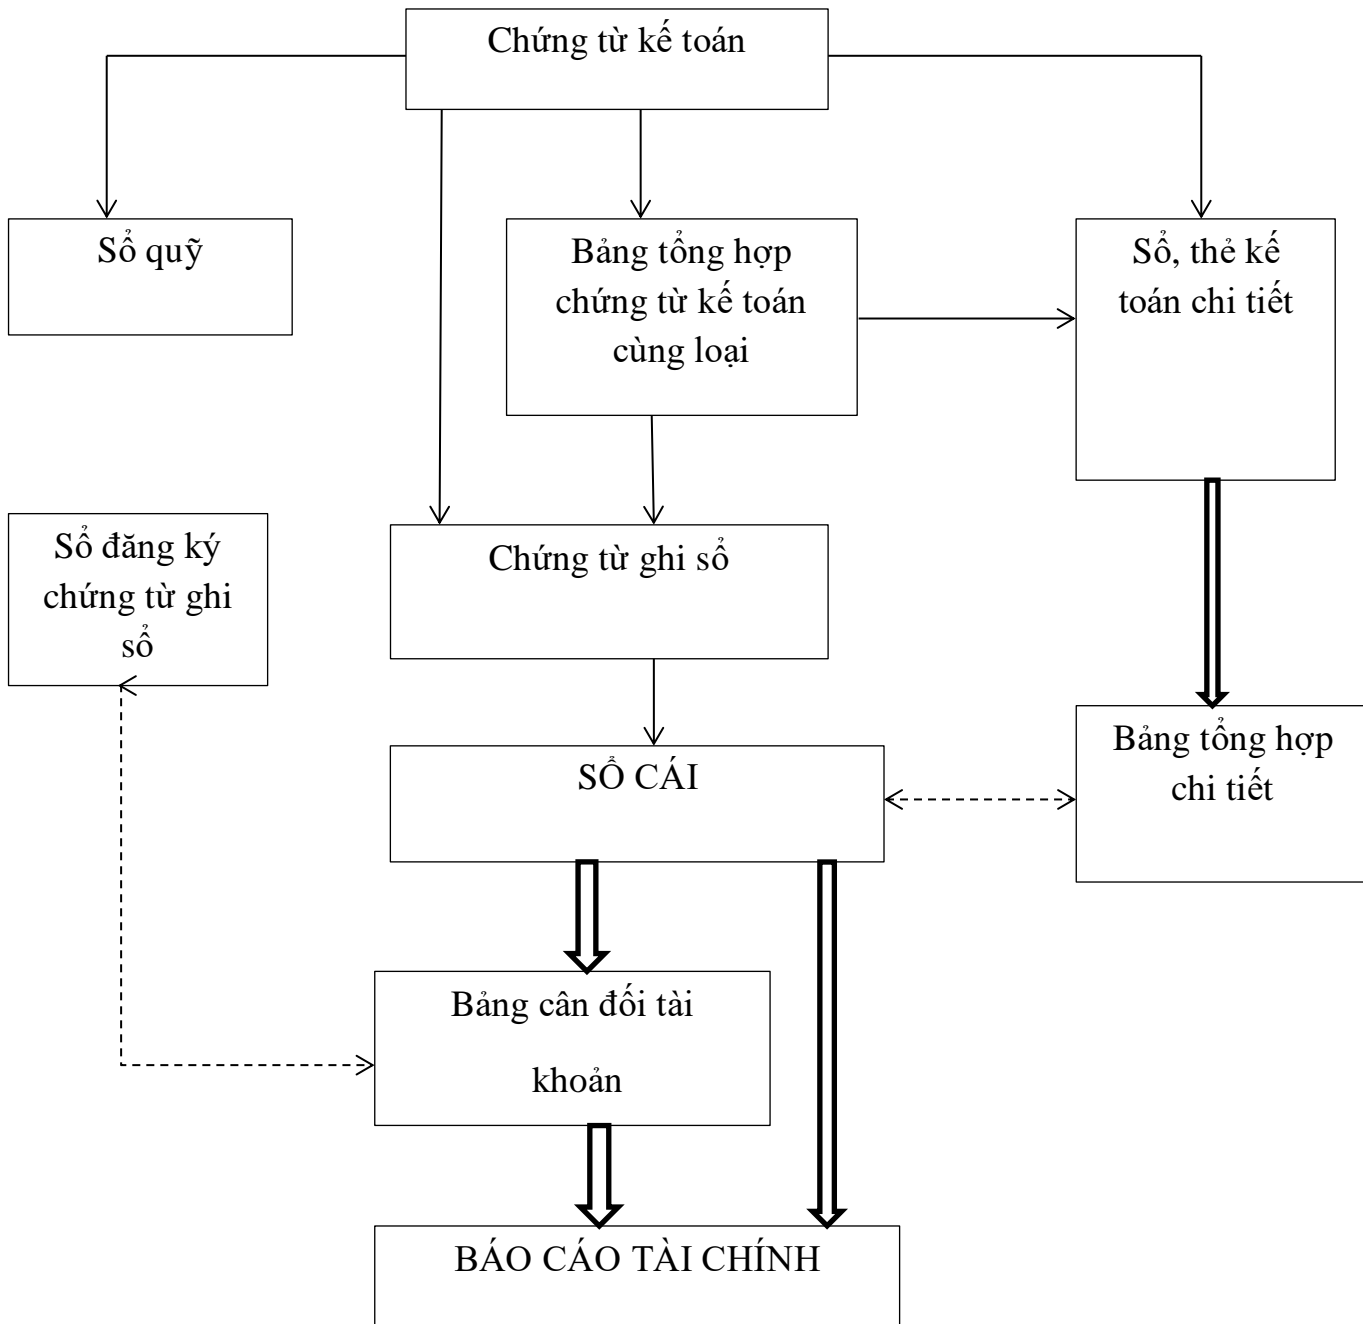 Chứng từ kế toán
Sổ quỹ
Bảng tổng hợp
chứng từ kế toán
cùng loại
Sổ, thẻ kế
toán chi tiết
Sổ đăng ký
chứng từ ghi
sổ
Chứng từ ghi sổ
SỔ CÁI
Bảng tổng hợp
chi tiết
Bảng cân đối tài
khoản
BÁO CÁO TÀI CHÍNH